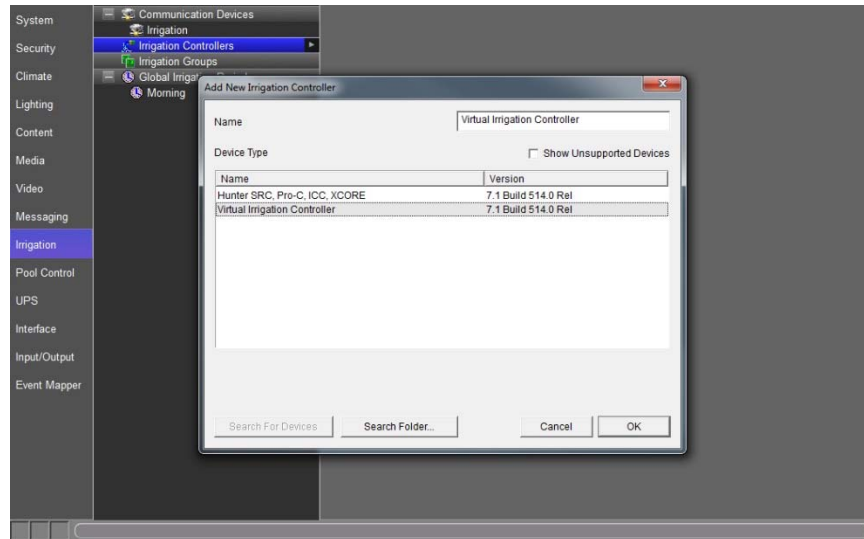 System
Security
Climate
Lighting
Content
Media
Video
Messaging
Irrigation
Pool Control
UPS
Interface
Input/Output
Event Mapper
Communication Devices
Irrigation
Irrigation Controllers
Irrigation Groups
Global
Morning
Add New Irrigation Controller
Name Virtual Irrigation Controller
Device Type Show Unsupported Devices
Name Version
Hunter SRC, Pro-C, ICC, XCORE 7.1 Build 514.0 Rel
Virtual Irrigation Controller 7.1 Build 514.0 Rel
Search For Devices Search Folder... Cancel OK